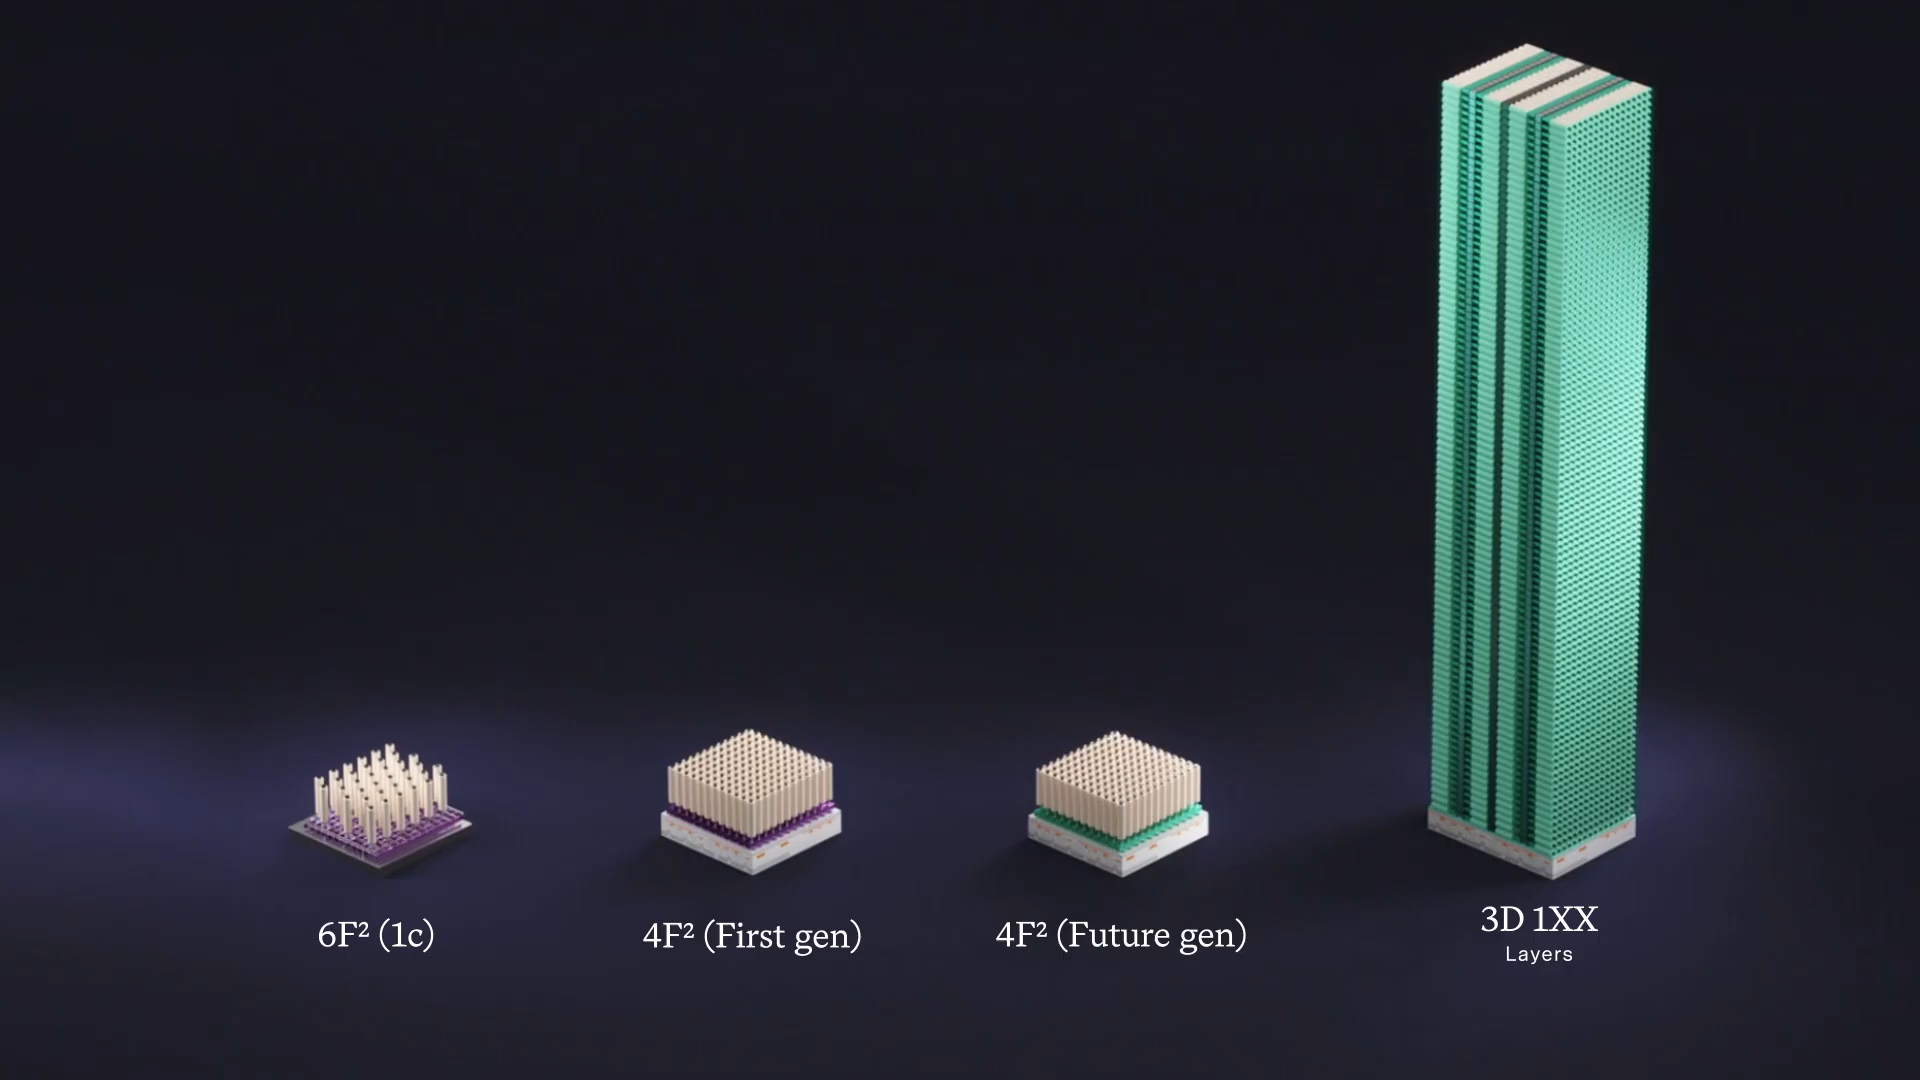 6F² (1c)
4F² (First gen)
4F² (Future gen)
3D 1XX
Layers